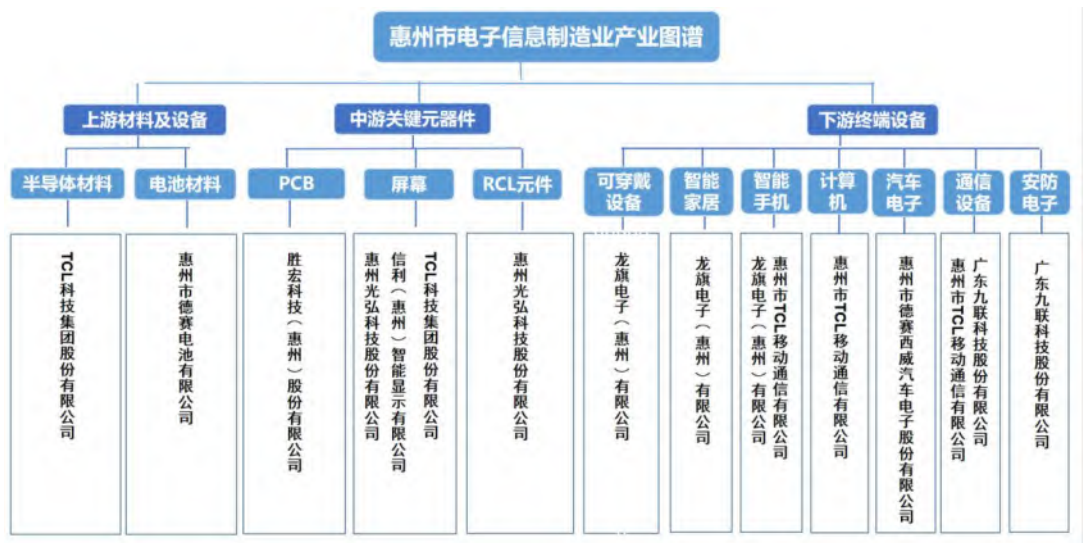 惠州市电子信息制造业产业图谱
上游材料及设备
中游关键元器件
下游终端设备
半导体材料
电池材料
PCB
屏幕
RCL元件
可穿戴
设备
智能
家居
智能
手机
计算
机
汽车
电子
通信
设备
安防
电子
TCL科技集团股份有限公司
惠州市德赛电池有限公司
胜宏科技（惠州）股份有限公司
TCL科技集团股份有限公司
信利（惠州）智能显示有限公司
惠州光弘科技股份有限公司
惠州光弘科技股份有限公司
龙旗电子（惠州）有限公司
龙旗电子（惠州）有限公司
惠州市TCL移动通信有限公司
龙旗电子（惠州）有限公司
惠州市TCL移动通信有限公司
惠州市德赛西威汽车电子股份有限公司
广东九联科技股份有限公司
惠州市TCL移动通信有限公司
广东九联科技股份有限公司